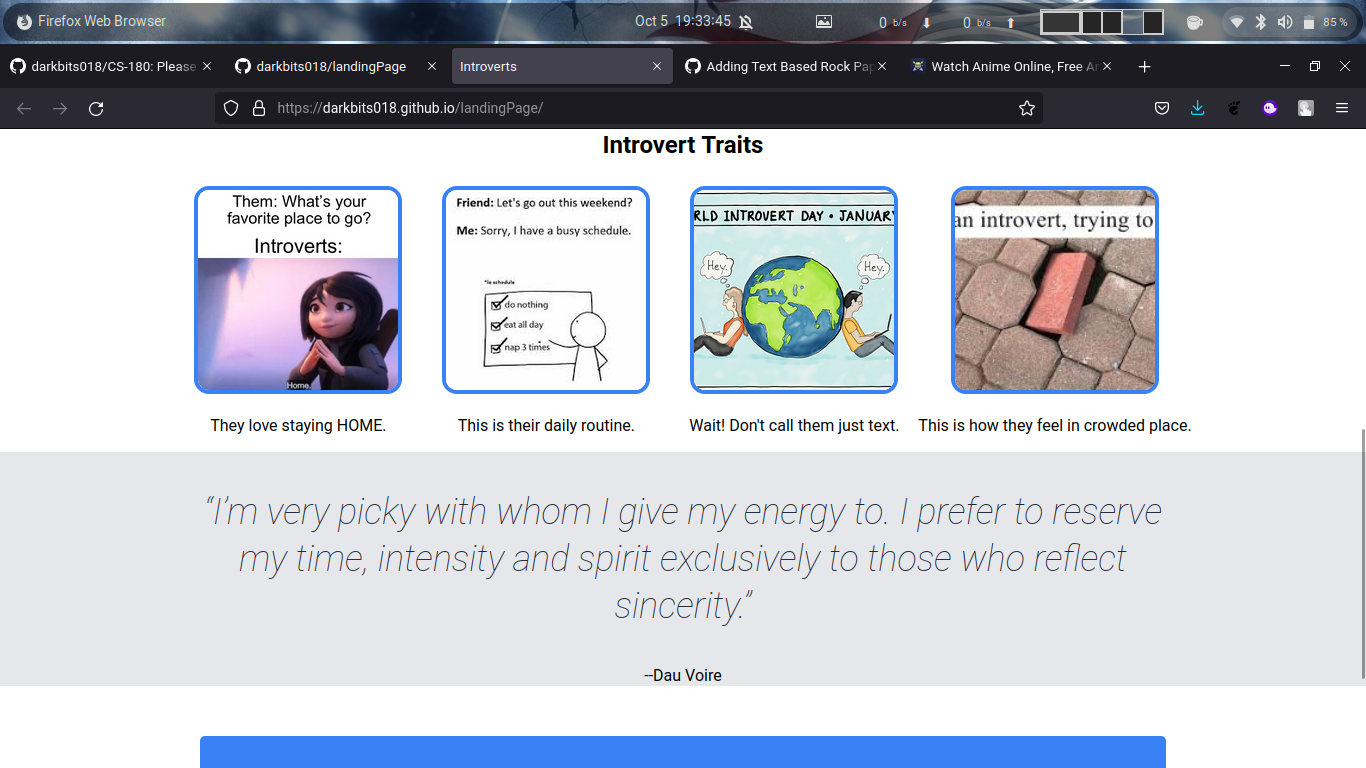 Firefox Web Browser
Oct 5 19:33:45
0 b/s
0 b/s
85 %
darkbits018/CS-180: Please
darkbits018/landingPage
Introverts
Adding Text Based Rock Pap
Watch Anime Online, Free An
https://darkbits018.github.io/landingPage/
Introvert Traits
Them: What's your
favorite place to go?
Introverts:
Home.
Friend: Let's go out this weekend?
Me: Sorry, I have a busy schedule.
*le schedule
do nothing
eat all day
nap 3 times
RLD INTROVERT DAY • JANUARY
Hey.
Hey.
an introvert, trying to
They love staying HOME.
This is their daily routine.
Wait! Don't call them just text.
This is how they feel in crowded place.
“I’m very picky with whom I give my energy to. I prefer to reserve
my time, intensity and spirit exclusively to those who reflect
sincerity.”
--Dau Voire